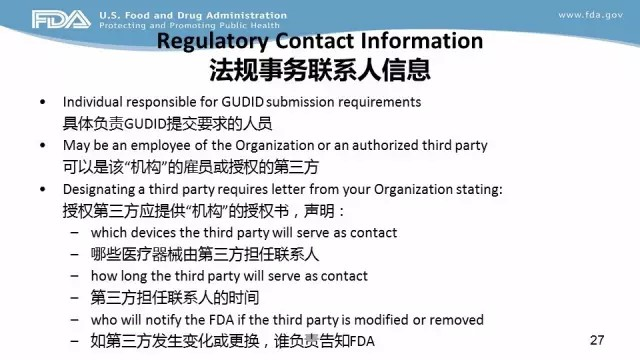 FDA
U.S. Food and Drug Administration
Protecting and Promoting Public Health
www.fda.gov
Regulatory Contact Information
法规事务联系人信息
• Individual responsible for GUDID submission requirements
具体负责GUDID提交要求的人员
• May be an employee of the Organization or an authorized third party
可以是该“机构”的雇员或授权的第三方
• Designating a third party requires letter from your Organization stating:
授权第三方应提供“机构”的授权书，声明：
– which devices the third party will serve as contact
– 哪些医疗器械由第三方担任联系人
– how long the third party will serve as contact
– 第三方担任联系人的时间
– who will notify the FDA if the third party is modified or removed
– 如第三方发生变化或更换，谁负责告知FDA
27